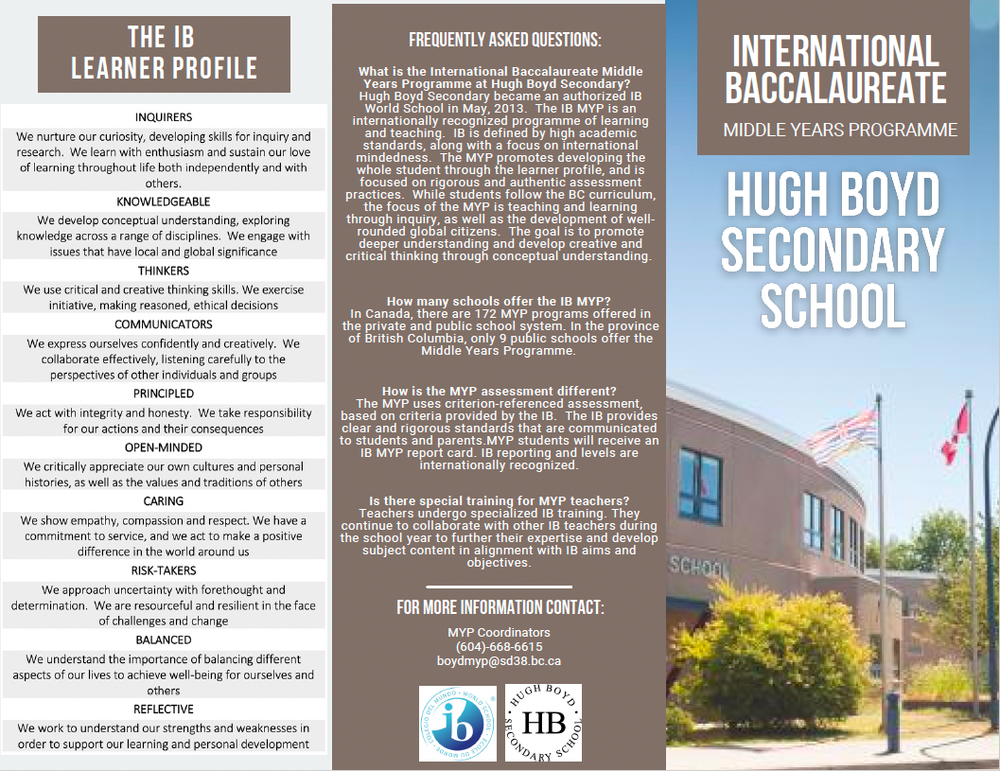 THE IB
LEARNER PROFILE
INQUIRERS
We nurture our curiosity, developing skills for inquiry and
research.  We learn with enthusiasm and sustain our love
of learning throughout life both independently and with
others.
KNOWLEDGEABLE
We develop conceptual understanding, exploring
knowledge across a range of disciplines.  We engage with
issues that have local and global significance
THINKERS
We use critical and creative thinking skills. We exercise
initiative, making reasoned, ethical decisions
COMMUNICATORS
We express ourselves confidently and creatively.  We
collaborate effectively, listening carefully to the
perspectives of other individuals and groups
PRINCIPLED
We act with integrity and honesty.  We take responsibility
for our actions and their consequences
OPEN-MINDED
We critically appreciate our own cultures and personal
histories, as well as the values and traditions of others
CARING
We show empathy, compassion and respect. We have a
commitment to service, and we act to make a positive
difference in the world around us
RISK-TAKERS
We approach uncertainty with forethought and
determination.  We are resourceful and resilient in the face
of challenges and change
BALANCED
We understand the importance of balancing different
aspects of our lives to achieve well-being for ourselves and
others
REFLECTIVE
We work to understand our strengths and weaknesses in
order to support our learning and personal development
FREQUENTLY ASKED QUESTIONS:
What is the International Baccalaureate Middle
Years Programme at Hugh Boyd Secondary?
Hugh Boyd Secondary became an authorized IB
World School in May, 2013.  The IB MYP is an
internationally recognized programme of learning
and teaching.  IB is defined by high academic
standards, along with a focus on international
mindedness.  The MYP promotes developing the
whole student through the learner profile, and is
focused on rigorous and authentic assessment
practices.  While students follow the BC curriculum,
the focus of the MYP is teaching and learning
through inquiry, as well as the development of well-
rounded global citizens.  The goal is to promote
deeper understanding and develop creative and
critical thinking through conceptual understanding.
How many schools offer the IB MYP?
In Canada, there are 172 MYP programs offered in
the private and public school system. In the province
of British Columbia, only 9 public schools offer the
Middle Years Programme.
How is the MYP assessment different?
The MYP uses criterion-referenced assessment,
based on criteria provided by the IB.  The IB provides
clear and rigorous standards that are communicated
to students and parents.MYP students will receive an
IB MYP report card. IB reporting and levels are
internationally recognized.
Is there special training for MYP teachers?
Teachers undergo specialized IB training. They
continue to collaborate with other IB teachers during
the school year to further their expertise and develop
subject content in alignment with IB aims and
objectives.
FOR MORE INFORMATION CONTACT:
MYP Coordinators
(604)-668-6615
boydmyp@sd38.bc.ca
COLEGIO DEL MUNDO • WORLD SCHOOL • ÉCOLE DU MONDE •
ib
®
• HUGH BOYD •
HB
SECONDARY SCHOOL
INTERNATIONAL
BACCALAUREATE
MIDDLE YEARS PROGRAMME
HUGH BOYD
SECONDARY
SCHOOL
SCHOOL